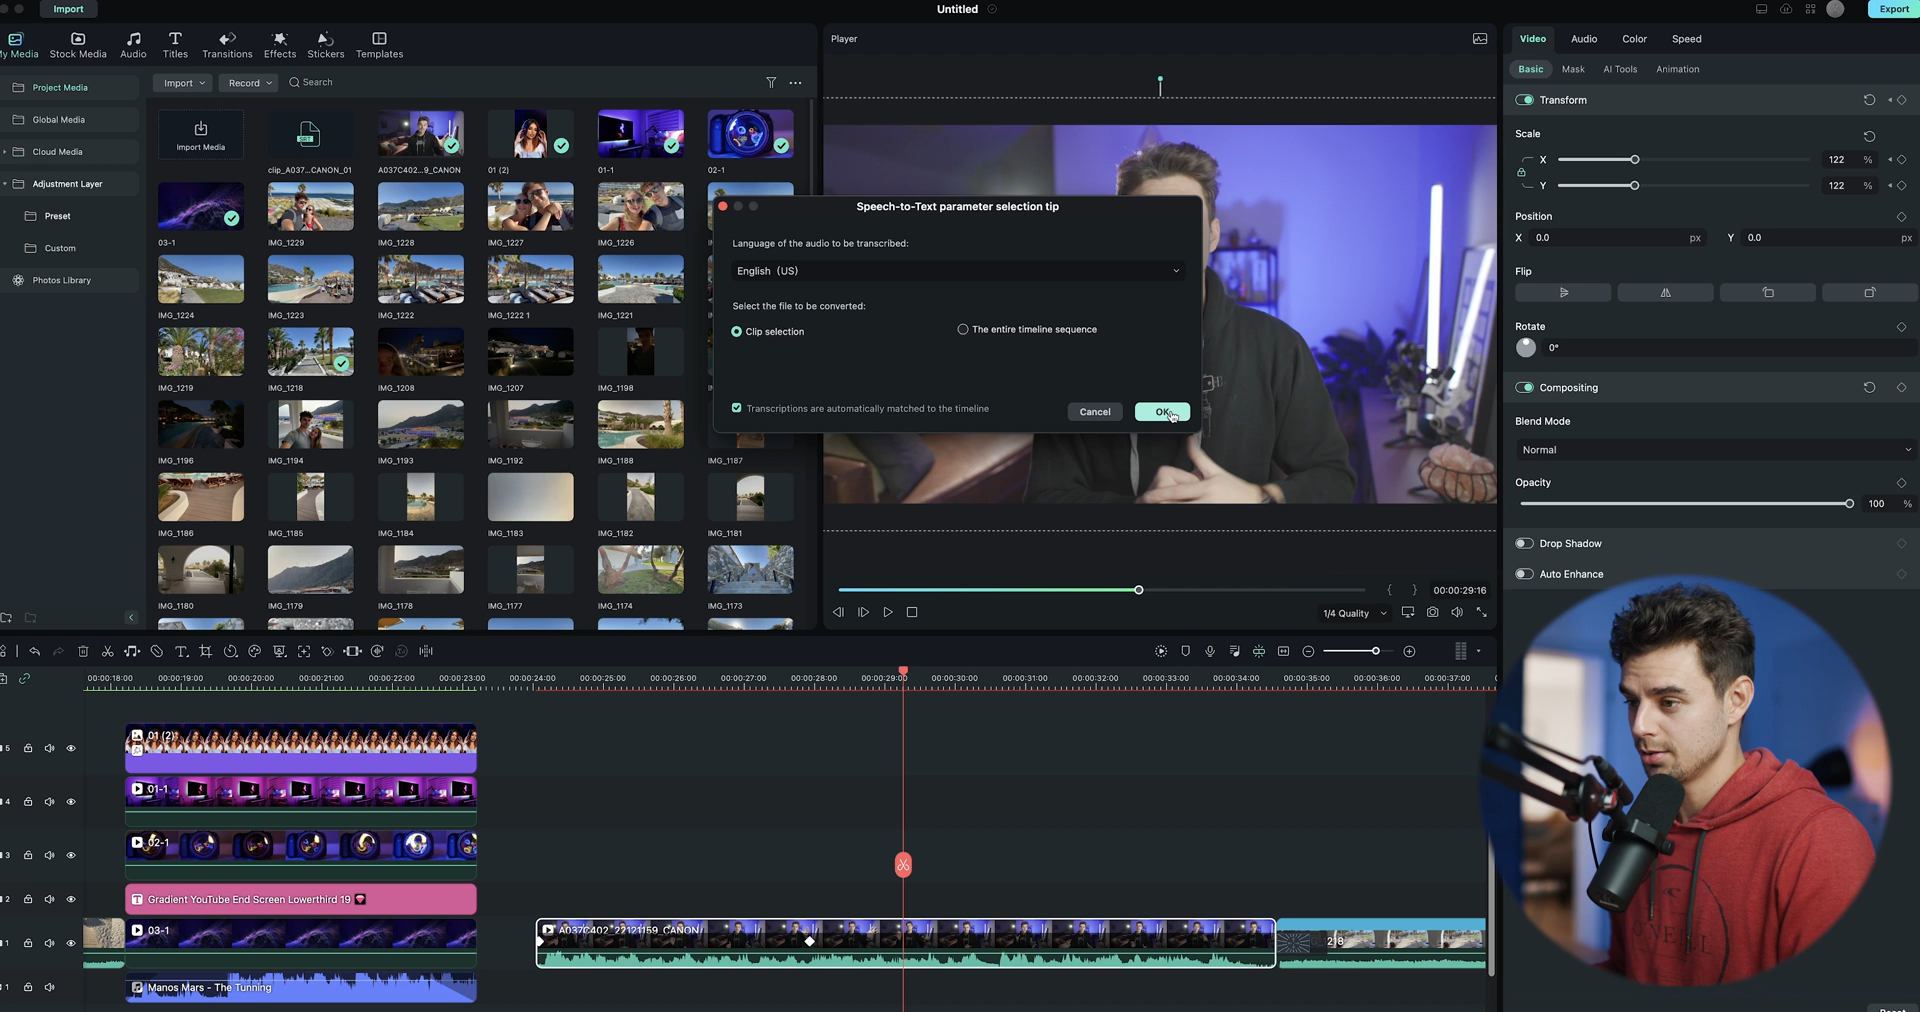 Import
Untitled
Export
My Media
Stock Media
Audio
Titles
Transitions
Effects
Stickers
Templates
Project Media
Global Media
Cloud Media
Adjustment Layer
Preset
Custom
Photos Library
Import
Record
Search
Import Media
clip_A037...CANON_01
A037C402...9_CANON
01 (2)
01-1
02-1
03-1
IMG_1229
IMG_1228
IMG_1227
IMG_1226
IMG_1224
IMG_1223
IMG_1222
IMG_1222 1
IMG_1221
IMG_1219
IMG_1218
IMG_1208
IMG_1207
IMG_1198
IMG_1196
IMG_1194
IMG_1193
IMG_1192
IMG_1188
IMG_1187
IMG_1186
IMG_1185
IMG_1184
IMG_1183
IMG_1182
IMG_1181
IMG_1180
IMG_1179
IMG_1178
IMG_1177
IMG_1174
IMG_1173
Player
Speech-to-Text parameter selection tip
Language of the audio to be transcribed:
English (US)
Select the file to be converted:
Clip selection
The entire timeline sequence
Transcriptions are automatically matched to the timeline
Cancel
OK
00:00:29:16
1/4 Quality
Video
Audio
Color
Speed
Basic
Mask
AI Tools
Animation
Transform
Scale
X 122 %
Y 122 %
Position
X 0.0 px Y 0.0 px
Flip
Rotate
0°
Compositing
Blend Mode
Normal
Opacity
100 %
Drop Shadow
Auto Enhance
00:00:18:00 00:00:19:00 00:00:20:00 00:00:21:00 00:00:22:00 00:00:23:00 00:00:24:00 00:00:25:00 00:00:26:00 00:00:27:00 00:00:28:00 00:00:29:00 00:00:30:00 00:00:31:00 00:00:32:00 00:00:33:00 00:00:34:00 00:00:35:00 00:00:36:00 00:00:37:00
5
01 (2)
4
01-1
3
02-1
2
Gradient YouTube End Screen Lowerthird 19
1
03-1
A037C402_22121159_CANON
218
1
Manos Mars - The Tunning